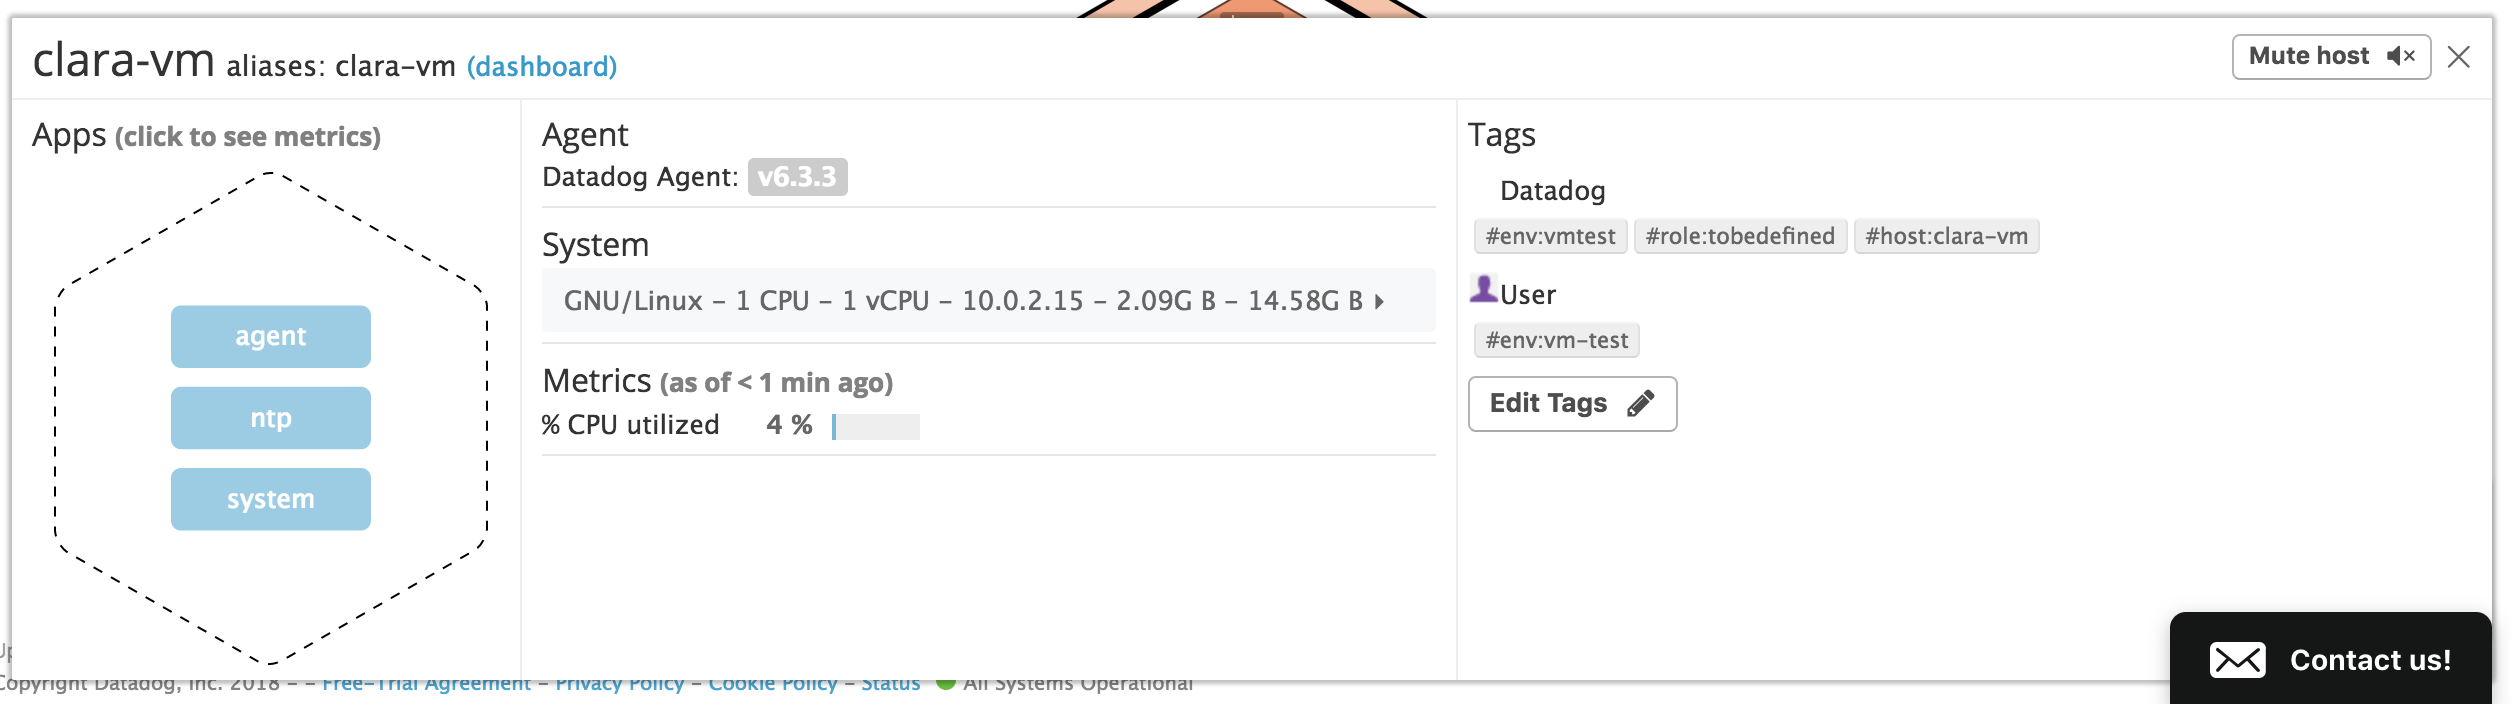 clara-vm aliases: clara-vm (dashboard)
Mute host
Apps (click to see metrics)
agent
ntp
system
Agent
Datadog Agent: v6.3.3
System
GNU/Linux - 1 CPU - 1 vCPU - 10.0.2.15 - 2.09G B - 14.58G B
Metrics (as of < 1 min ago)
% CPU utilized 4 %
Tags
Datadog
#env:vmtest #role:tobedefined #host:clara-vm
User
#env:vm-test
Edit Tags
Contact us!
Copyright Datadog, Inc. 2018 - - Free-Trial Agreement - Privacy Policy - Cookie Policy - Status All Systems Operational